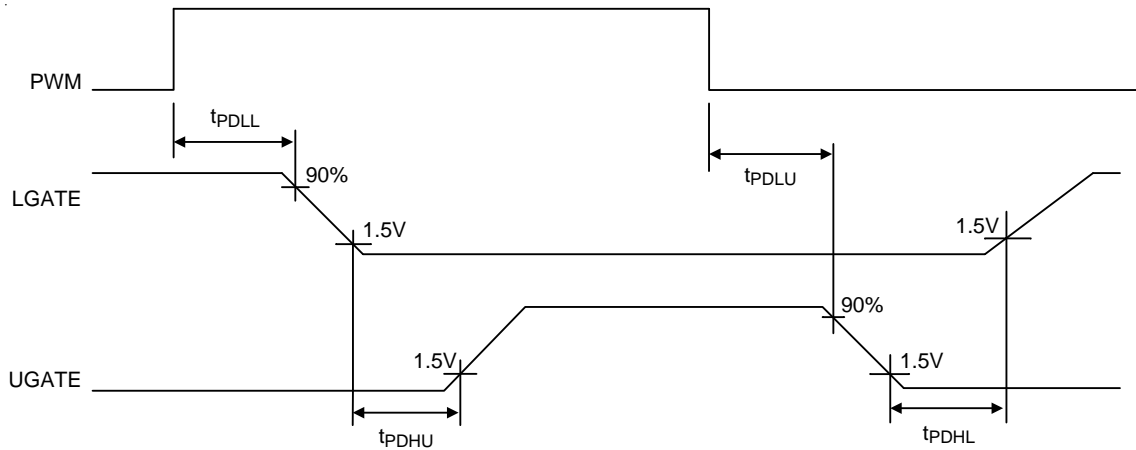 PWM
tPDLL
tPDLU
90%
LGATE
1.5V
1.5V
90%
1.5V
1.5V
UGATE
tPDHU
tPDHL